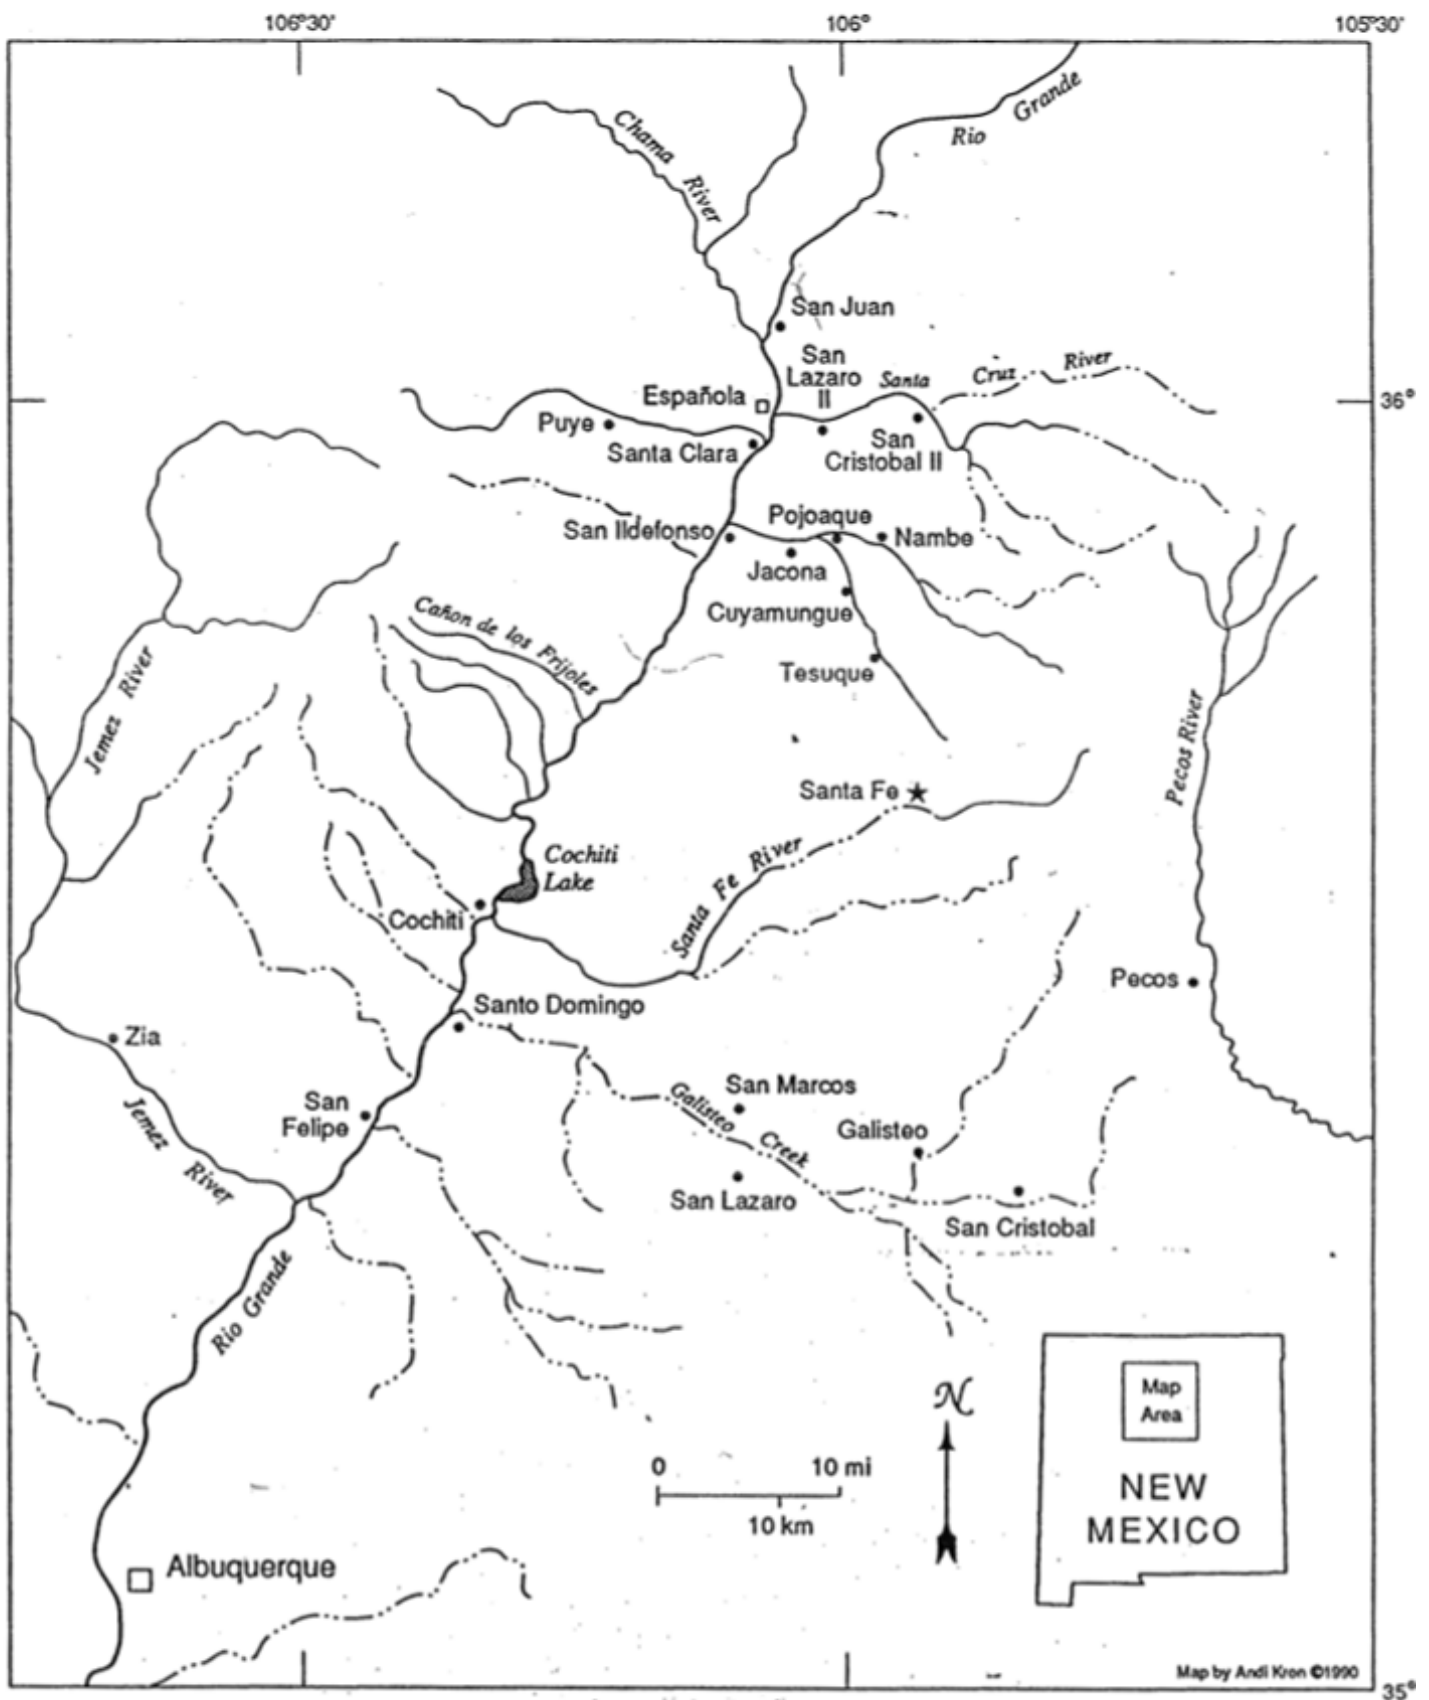 106°30'
106°
105°30'
Chama
River
Rio
Grande
San Juan
San
Lazaro
II
Santa
Cruz
River
Española
36°
Puye
Santa Clara
San
Cristobal II
San Ildefonso
Pojoaque
Nambe
Jacona
Cuyamungue
Cañon de los Frijoles
Tesuque
Jemez River
Pecos River
Santa Fe
Cochiti
Lake
Santa Fe River
Cochiti
Pecos
Santo Domingo
Zia
San Marcos
San
Felipe
Galisteo
Creek
Galisteo
Jemez
River
San Lazaro
San Cristobal
Rio Grande
N
Map
Area
0
10 mi
10 km
NEW
MEXICO
Albuquerque
Map by Andi Kron ©1990
35°